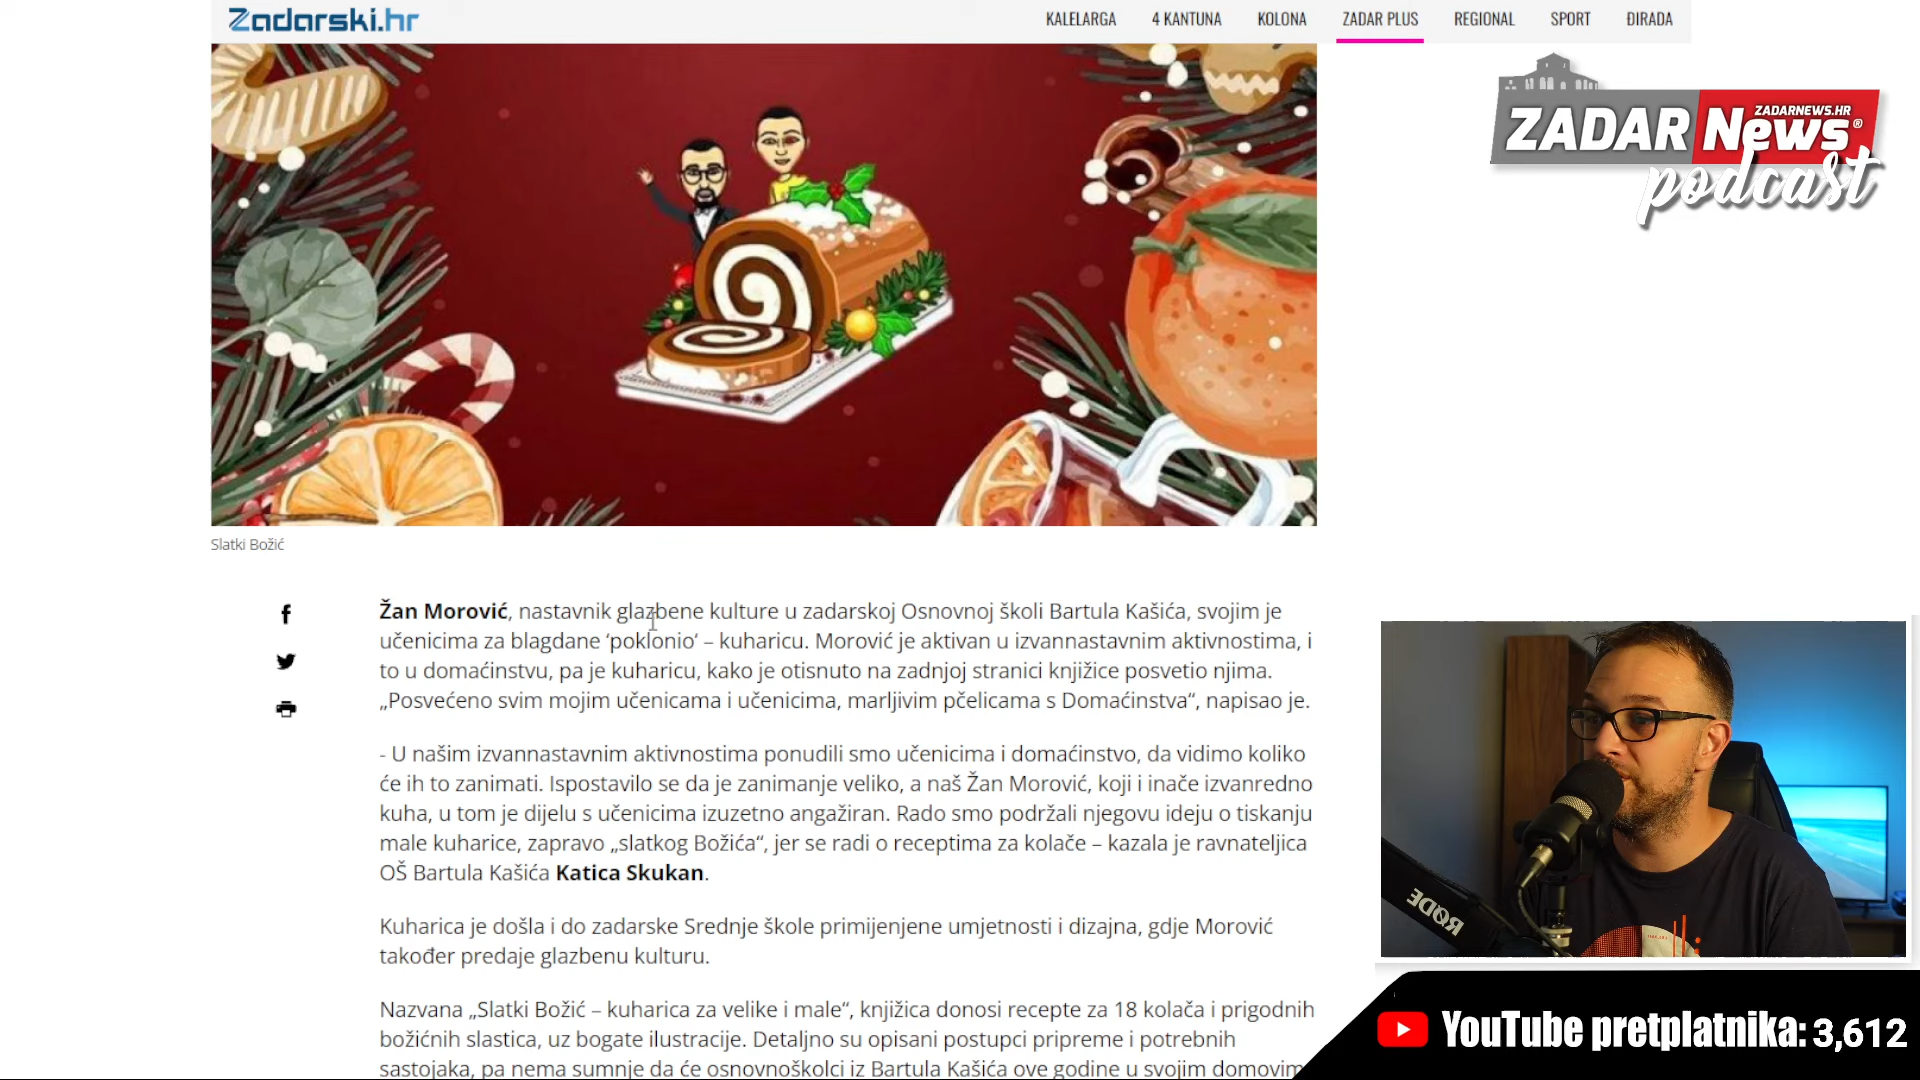 Zadarski.hr
KALELARGA
4 KANTUNA
KOLONA
ZADAR PLUS
REGIONAL
SPORT
ĐIRADA
ZADARNEWS.HR
ZADAR News®
podcast
Slatki Božić
Žan Morović, nastavnik glazbene kulture u zadarskoj Osnovnoj školi Bartula Kašića, svojim je
učenicima za blagdane ‘poklonio‘ – kuharicu. Morović je aktivan u izvannastavnim aktivnostima, i
to u domaćinstvu, pa je kuharicu, kako je otisnuto na zadnjoj stranici knjižice posvetio njima.
„Posvećeno svim mojim učenicama i učenicima, marljivim pčelicama s Domaćinstva“, napisao je.
- U našim izvannastavnim aktivnostima ponudili smo učenicima i domaćinstvo, da vidimo koliko
će ih to zanimati. Ispostavilo se da je zanimanje veliko, a naš Žan Morović, koji i inače izvanredno
kuha, u tom je dijelu s učenicima izuzetno angažiran. Rado smo podržali njegovu ideju o tiskanju
male kuharice, zapravo „slatkog Božića“, jer se radi o receptima za kolače – kazala je ravnateljica
OŠ Bartula Kašića Katica Skukan.
Kuharica je došla i do zadarske Srednje škole primijenjene umjetnosti i dizajna, gdje Morović
također predaje glazbenu kulturu.
Nazvana „Slatki Božić – kuharica za velike i male“, knjižica donosi recepte za 18 kolača i prigodnih
božićnih slastica, uz bogate ilustracije. Detaljno su opisani postupci pripreme i potrebnih
sastojaka, pa nema sumnje da će osnovnoškolci iz Bartula Kašića ove godine u svojim domovim
RØDE
YouTube pretplatnika: 3,612